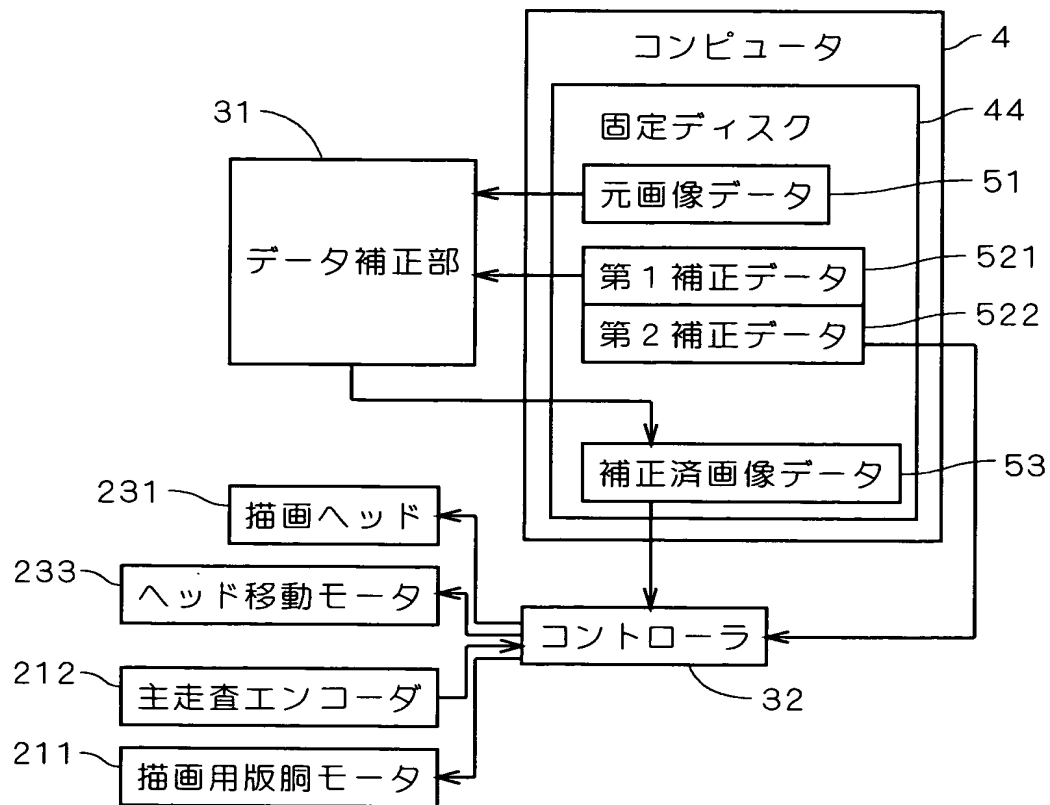 コンピュータ
4
31
固定ディスク
44
元画像データ
51
データ補正部
第1補正データ
521
第2補正データ
522
補正済画像データ
53
231
描画ヘッド
233
ヘッド移動モータ
コントローラ
212
主走査エンコーダ
32
211
描画用版胴モータ